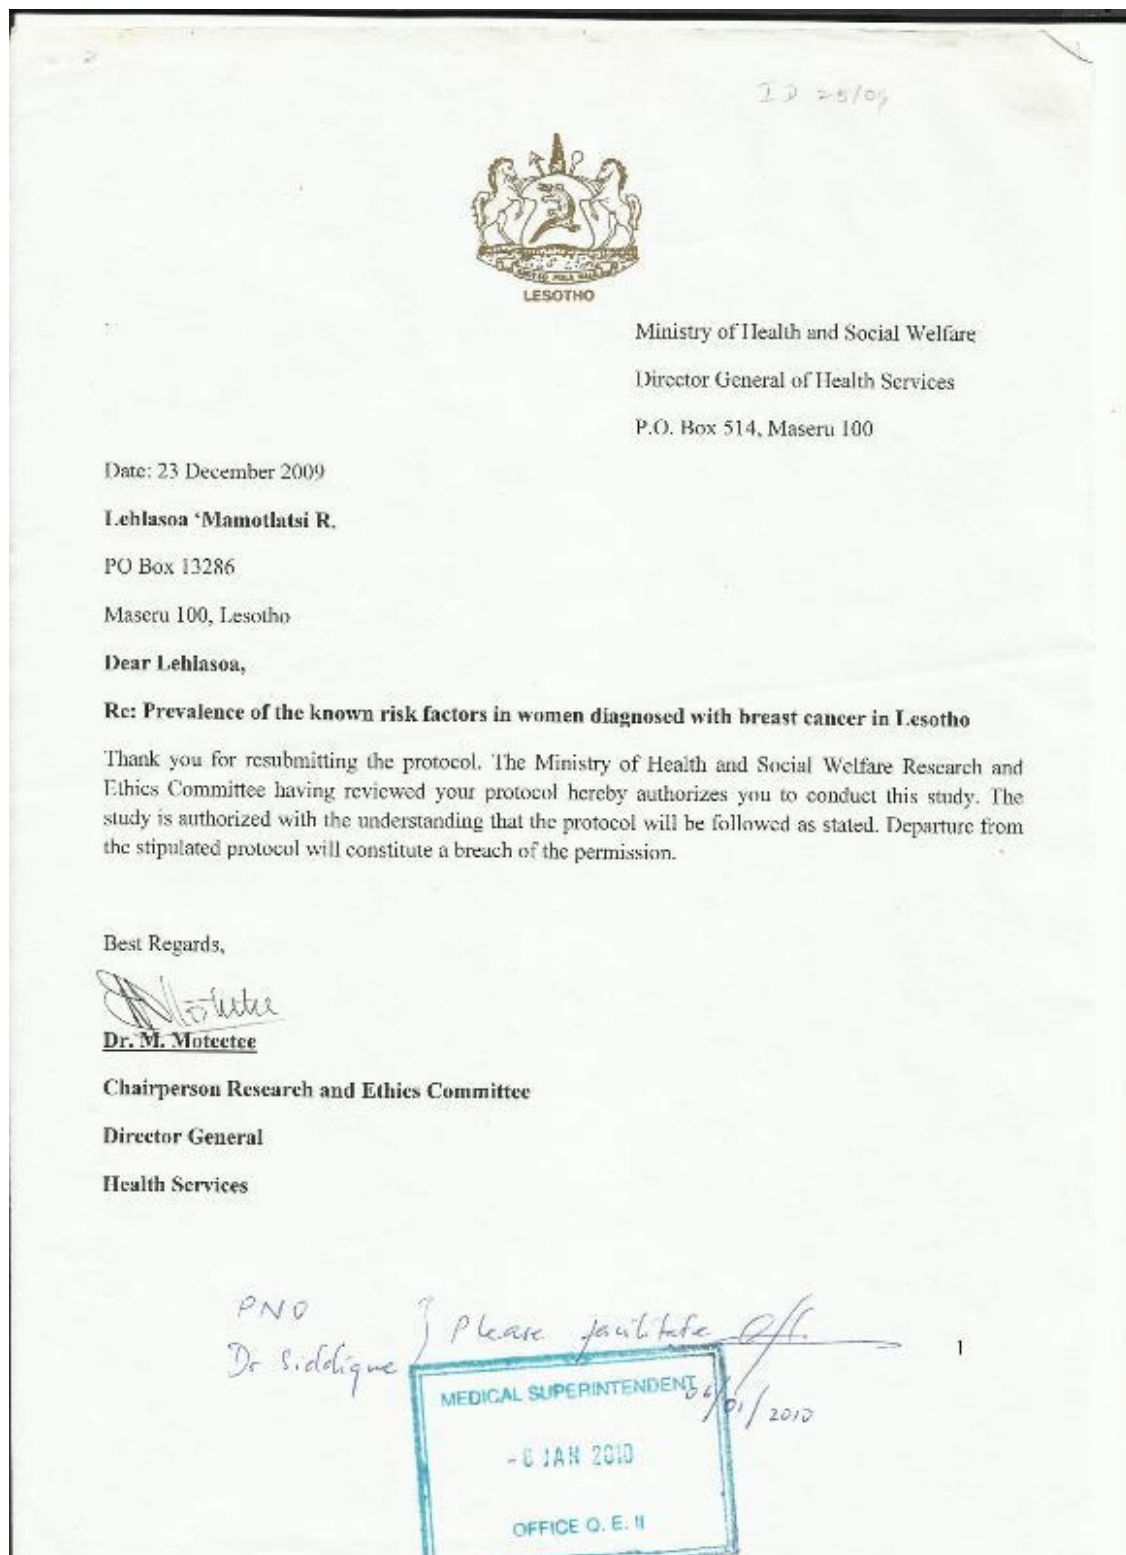 ID 25/09
LESOTHO
Ministry of Health and Social Welfare
Director General of Health Services
P.O. Box 514, Maseru 100
Date: 23 December 2009
Lehlasoa ‘Mamotlatsi R.
PO Box 13286
Maseru 100, Lesotho
Dear Lehlasoa,
Re: Prevalence of the known risk factors in women diagnosed with breast cancer in Lesotho
Thank you for resubmitting the protocol. The Ministry of Health and Social Welfare Research and
Ethics Committee having reviewed your protocol hereby authorizes you to conduct this study. The
study is authorized with the understanding that the protocol will be followed as stated. Departure from
the stipulated protocol will constitute a breach of the permission.
Best Regards,
Dr. M. Moteetee
Chairperson Research and Ethics Committee
Director General
Health Services
PNO
Dr Siddique } Please facilitate
1
MEDICAL SUPERINTENDENT
06/01/2010
- 6 JAN 2010
OFFICE Q. E. II